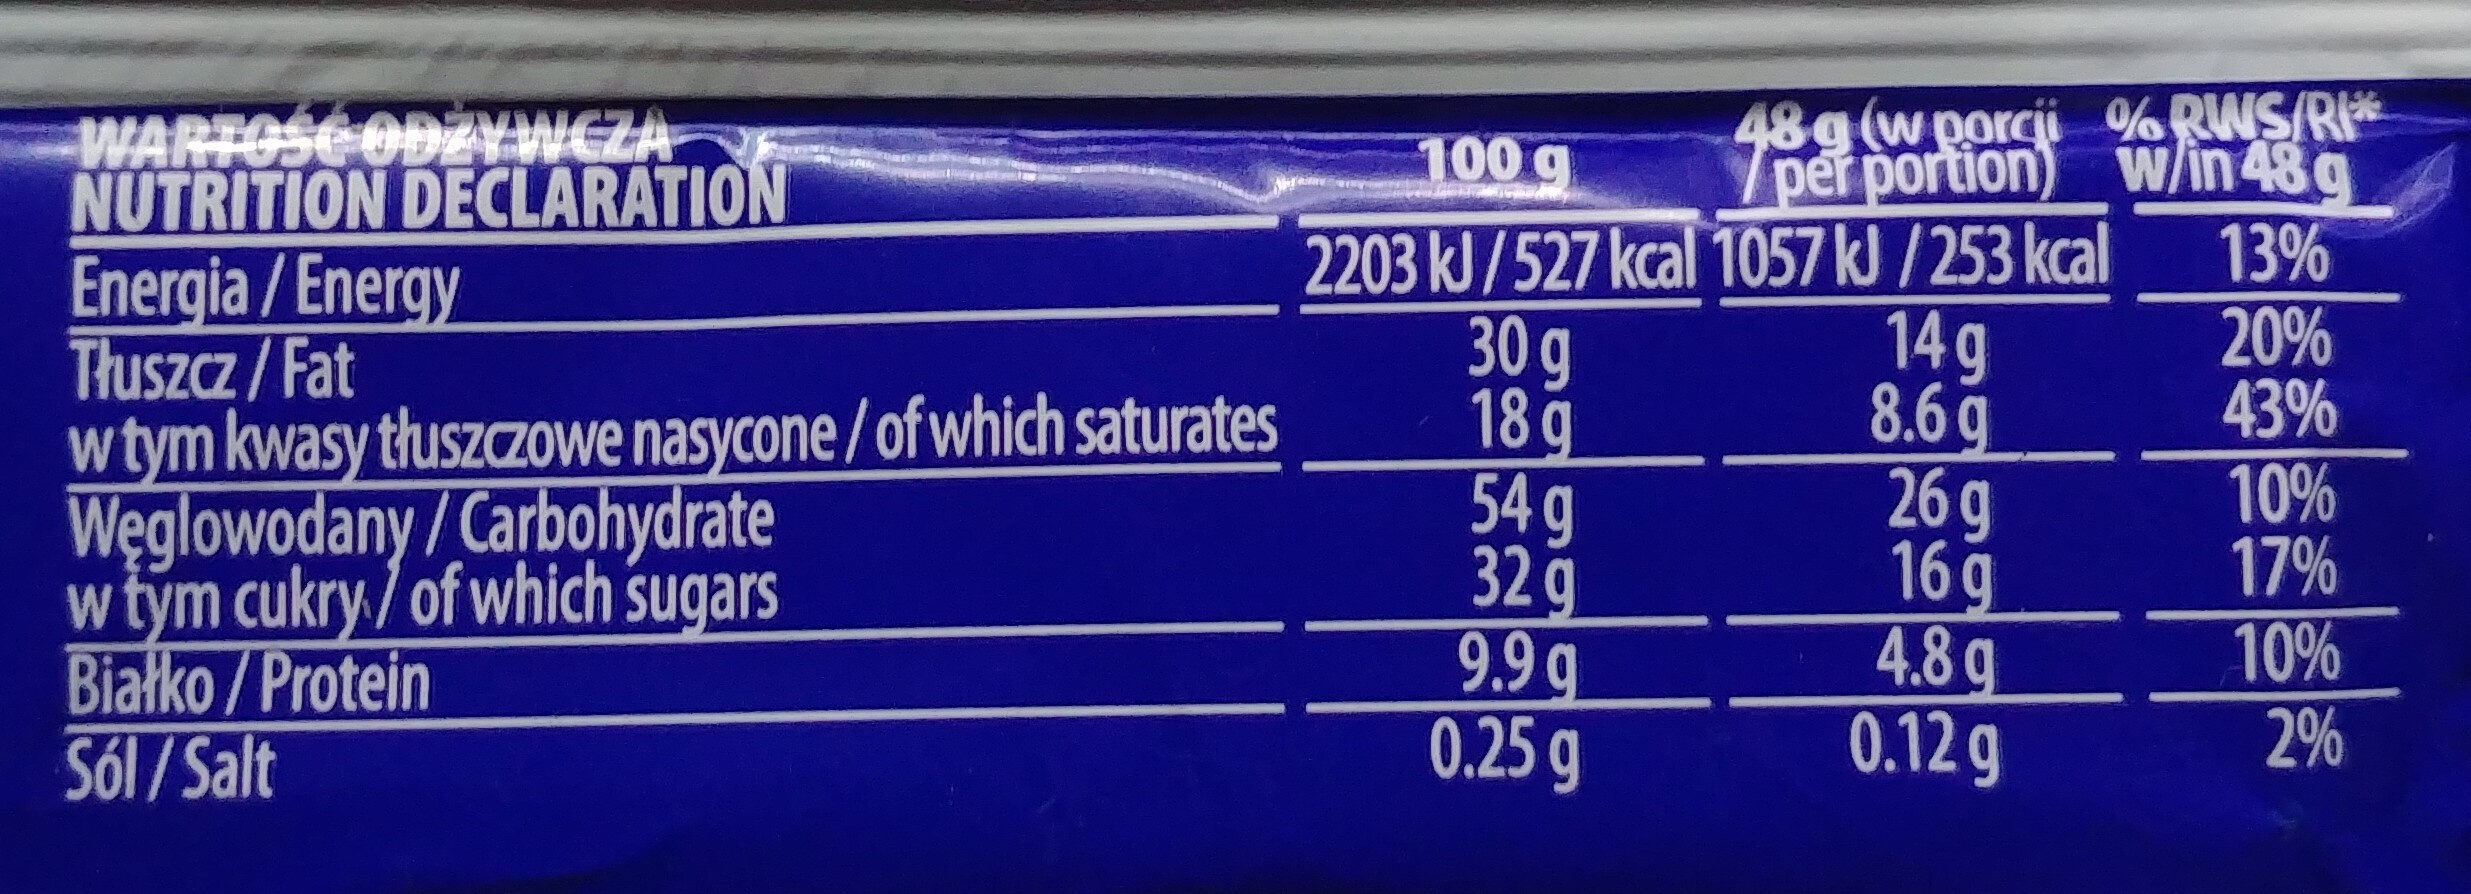 WARTOŚĆ ODŻYWCZA
NUTRITION DECLARATION 100 g 48 g (w porcji / per portion) % RWS/RI* w/in 48 g
Energia / Energy 2203 kJ / 527 kcal 1057 kJ / 253 kcal 13%
Tłuszcz / Fat 30 g 14 g 20%
w tym kwasy tłuszczowe nasycone / of which saturates 18 g 8.6 g 43%
Węglowodany / Carbohydrate 54 g 26 g 10%
w tym cukry / of which sugars 32 g 16 g 17%
Białko / Protein 9.9 g 4.8 g 10%
Sól / Salt 0.25 g 0.12 g 2%